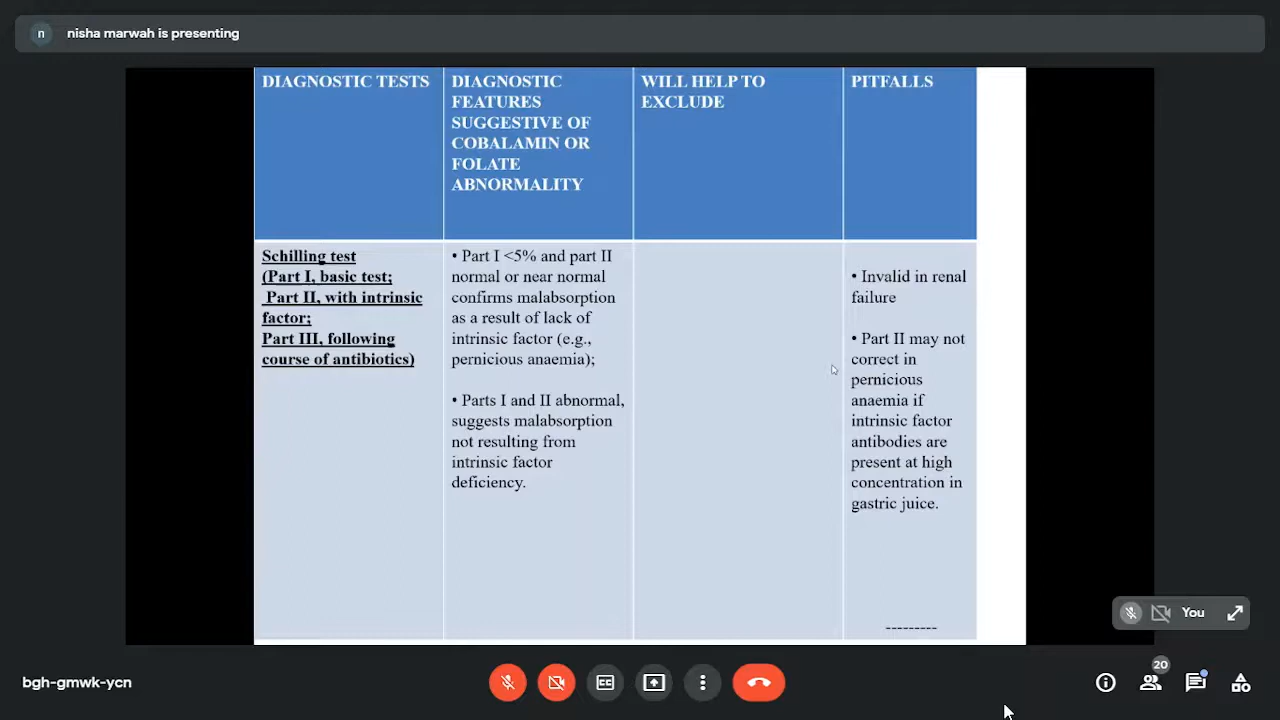 n nisha marwah is presenting
DIAGNOSTIC TESTS
DIAGNOSTIC
FEATURES
SUGGESTIVE OF
COBALAMIN OR
FOLATE
ABNORMALITY
WILL HELP TO
EXCLUDE
PITFALLS
Schilling test
(Part I, basic test;
Part II, with intrinsic
factor;
Part III, following
course of antibiotics)
• Part I <5% and part II
normal or near normal
confirms malabsorption
as a result of lack of
intrinsic factor (e.g.,
pernicious anaemia);
• Parts I and II abnormal,
suggests malabsorption
not resulting from
intrinsic factor
deficiency.
• Invalid in renal
failure
• Part II may not
correct in
pernicious
anaemia if
intrinsic factor
antibodies are
present at high
concentration in
gastric juice.
---------
You
bgh-gmwk-ycn
CC
20